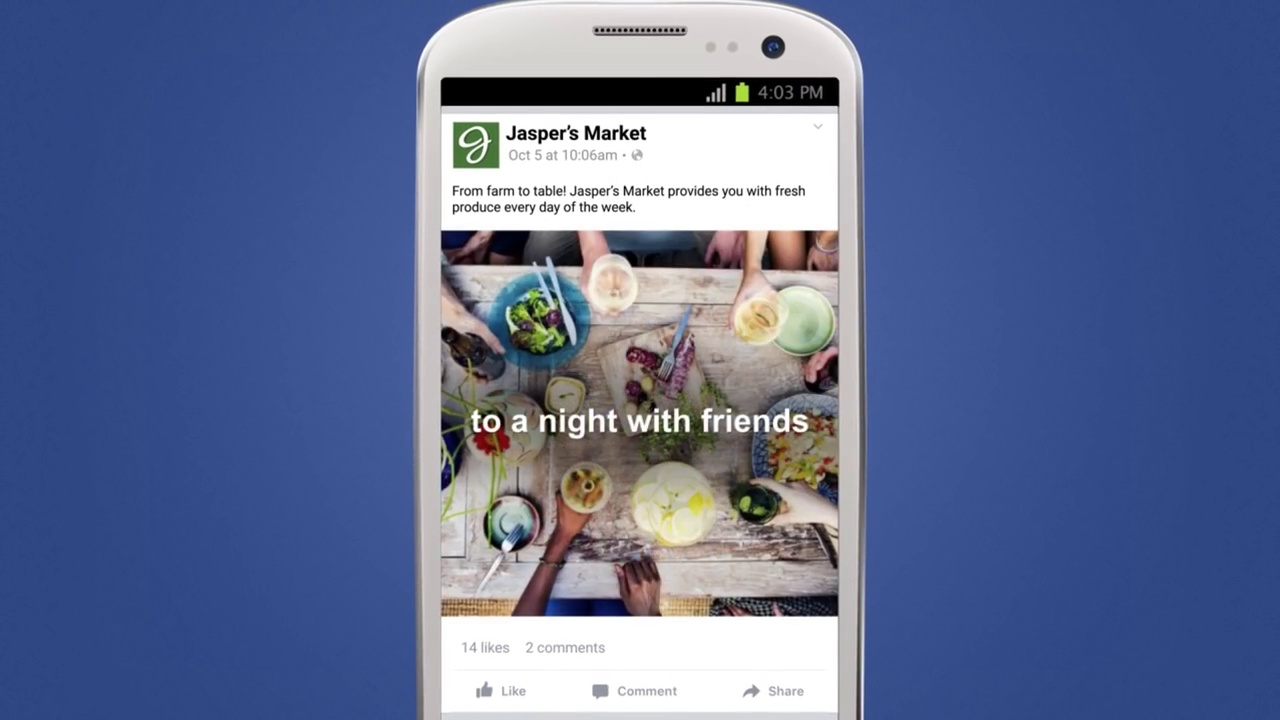 4:03 PM
Jasper's Market
Oct 5 at 10:06am •
From farm to table! Jasper's Market provides you with fresh
produce every day of the week.
to a night with friends
14 likes 2 comments
Like Comment Share